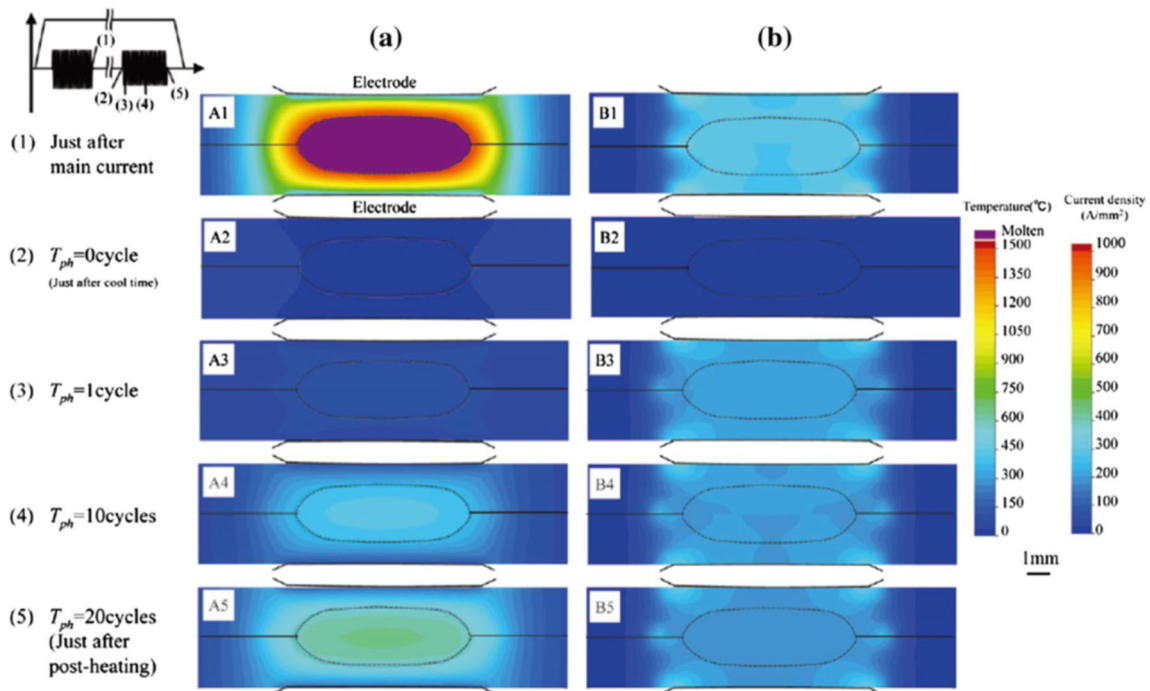 (a)
(b)
(1)
(2)
(3)
(4)
(5)
Electrode
A1
B1
(1) Just after
main current
Electrode
A2
B2
(2) Tph=0cycle
(Just after cool time)
A3
B3
(3) Tph=1cycle
A4
B4
(4) Tph=10cycles
A5
B5
(5) Tph=20cycles
(Just after
post-heating)
Temperature(℃)
Molten
1500
1350
1200
1050
900
750
600
450
300
150
0
Current density
(A/mm²)
1000
900
800
700
600
500
400
300
200
100
0
1mm